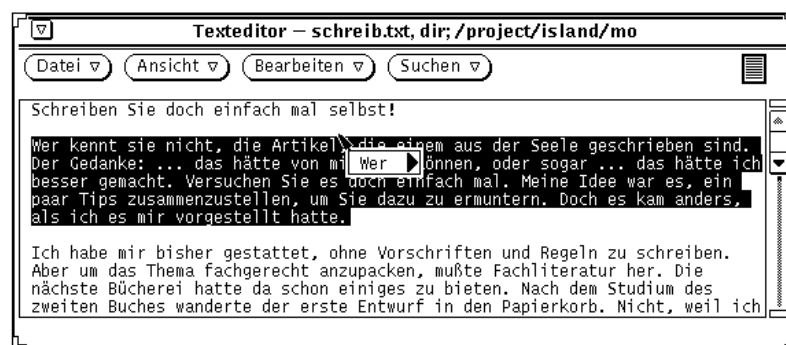 Texteditor — schreib.txt, dir; /project/island/mo
Datei Ansicht Bearbeiten Suchen
Schreiben Sie doch einfach mal selbst!
Wer kennt sie nicht, die Artikel, die einem aus der Seele geschrieben sind.
Der Gedanke: ... das hätte von mi Wer önnen, oder sogar ... das hätte ich
besser gemacht. Versuchen Sie es doch einfach mal. Meine Idee war es, ein
paar Tips zusammenzustellen, um Sie dazu zu ermuntern. Doch es kam anders,
als ich es mir vorgestellt hatte.
Ich habe mir bisher gestattet, ohne Vorschriften und Regeln zu schreiben.
Aber um das Thema fachgerecht anzupacken, mußte Fachliteratur her. Die
nächste Bücherei hatte da schon einiges zu bieten. Nach dem Studium des
zweiten Buches wanderte der erste Entwurf in den Papierkorb. Nicht, weil ich